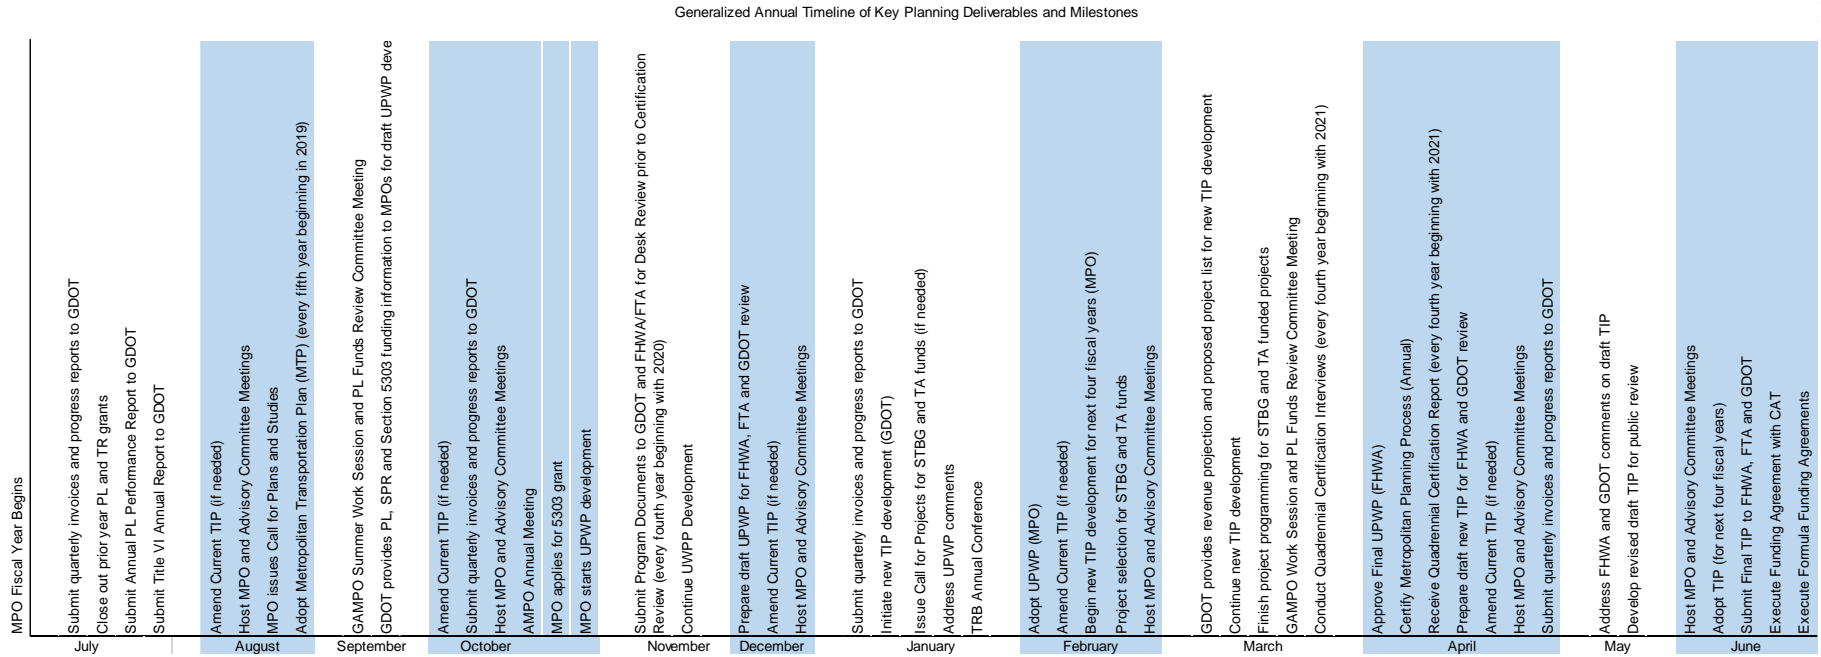 Generalized Annual Timeline of Key Planning Deliverables and Milestones
MPO Fiscal Year Begins
Submit quarterly invoices and progress reports to GDOT
Close out prior year PL and TR grants
Submit Annual PL Performance Report to GDOT
Submit Title VI Annual Report to GDOT
July
Amend Current TIP (if needed)
Host MPO and Advisory Committee Meetings
MPO issues Call for Plans and Studies
Adopt Metropolitan Transportation Plan (MTP) (every fifth year beginning in 2019)
August
GAMPO Summer Work Session and PL Funds Review Committee Meeting
GDOT provides PL, SPR and Section 5303 funding information to MPOs for draft UPWP deve
September
Amend Current TIP (if needed)
Submit quarterly invoices and progress reports to GDOT
Host MPO and Advisory Committee Meetings
AMPO Annual Meeting
MPO applies for 5303 grant
MPO starts UPWP development
October
Submit Program Documents to GDOT and FHWA/FTA for Desk Review prior to Certification
Review (every fourth year beginning with 2020)
Continue UWPP Development
November
Prepare draft UPWP for FHWA, FTA and GDOT review
Amend Current TIP (if needed)
Host MPO and Advisory Committee Meetings
December
Submit quarterly invoices and progress reports to GDOT
Initiate new TIP development (GDOT)
Issue Call for Projects for STBG and TA funds (if needed)
Address UPWP comments
TRB Annual Conference
January
Adopt UPWP (MPO)
Amend Current TIP (if needed)
Begin new TIP development for next four fiscal years (MPO)
Project selection for STBG and TA funds
Host MPO and Advisory Committee Meetings
February
GDOT provides revenue projection and proposed project list for new TIP development
Continue new TIP development
Finish project programming for STBG and TA funded projects
GAMPO Work Session and PL Funds Review Committee Meeting
Conduct Quadrennial Certification Interviews (every fourth year beginning with 2021)
March
Approve Final UPWP (FHWA)
Certify Metropolitan Planning Process (Annual)
Receive Quadrennial Certification Report (every fourth year beginning with 2021)
Prepare draft new TIP for FHWA and GDOT review
Amend Current TIP (if needed)
Host MPO and Advisory Committee Meetings
Submit quarterly invoices and progress reports to GDOT
April
Address FHWA and GDOT comments on draft TIP
Develop revised draft TIP for public review
May
Host MPO and Advisory Committee Meetings
Adopt TIP (for next four fiscal years)
Submit Final TIP to FHWA, FTA and GDOT
Execute Funding Agreement with CAT
Execute Formula Funding Agreements
June